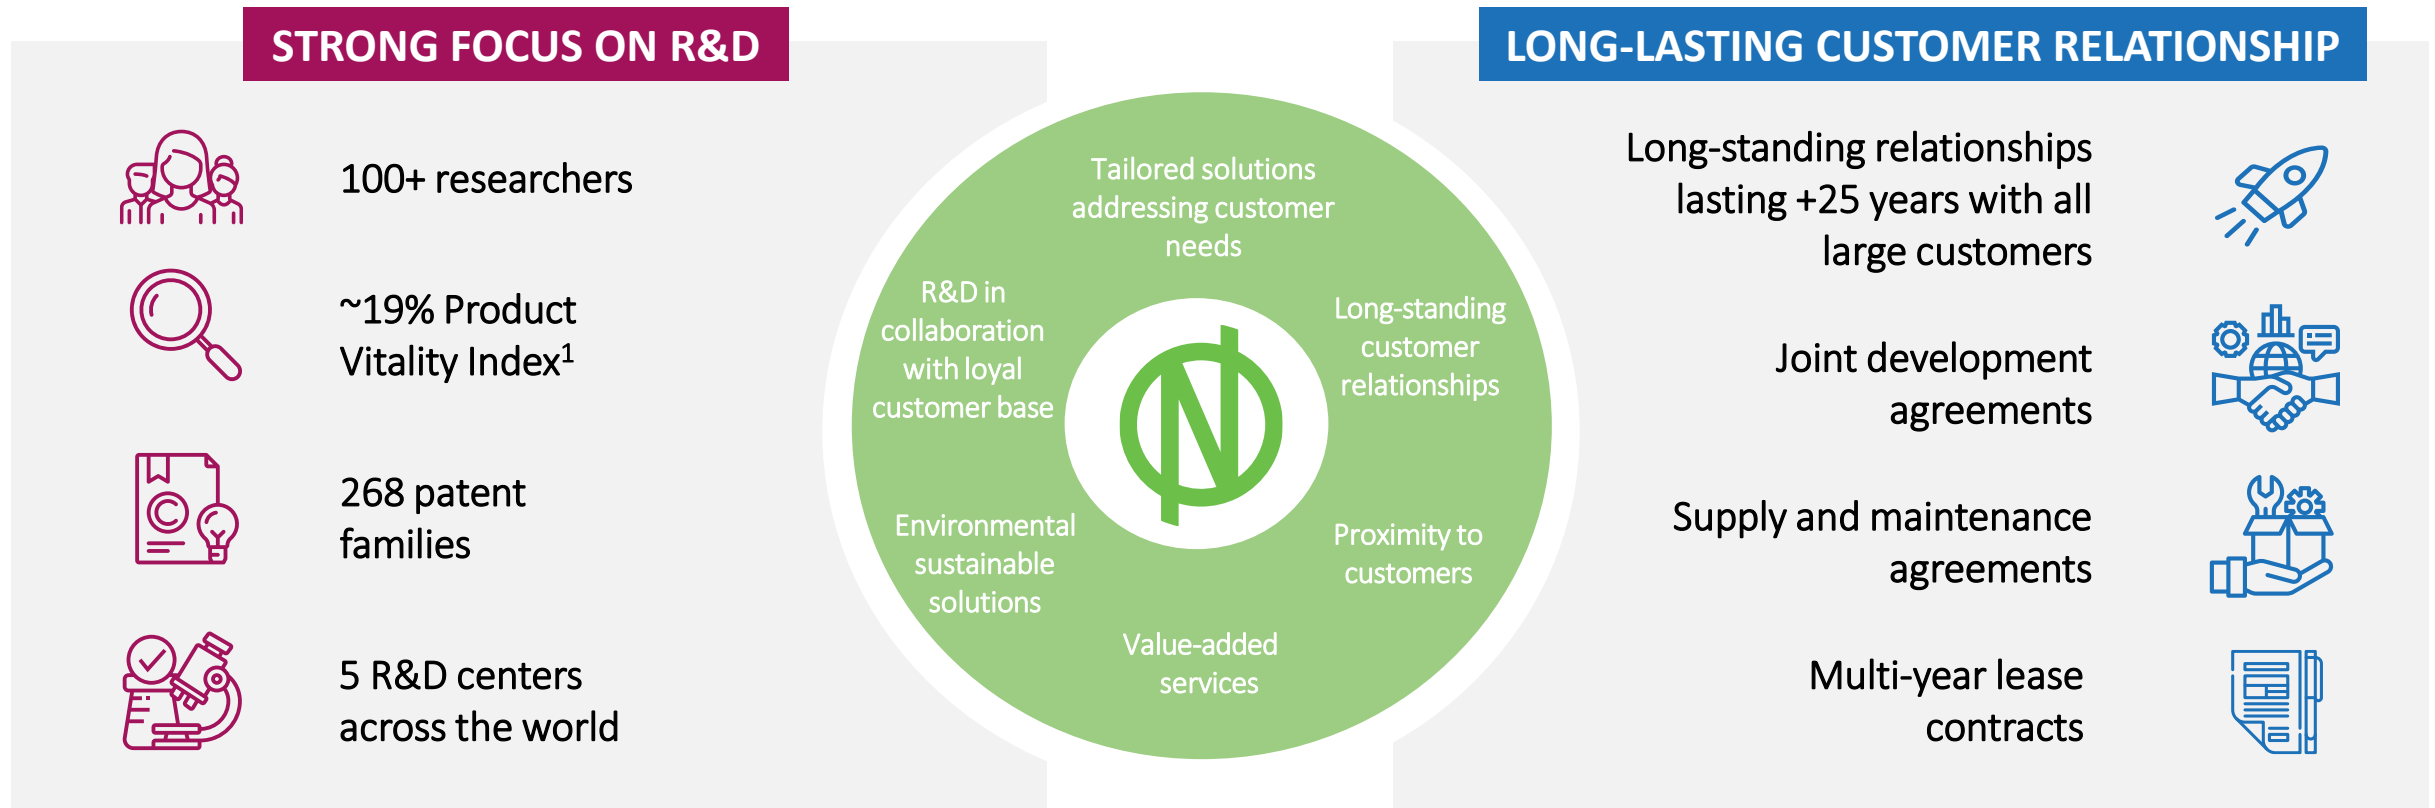 STRONG FOCUS ON R&D
100+ researchers
~19% Product
Vitality Index¹
268 patent
families
5 R&D centers
across the world
Tailored solutions
addressing customer
needs
R&D in
collaboration
with loyal
customer base
Long-standing
customer
relationships
Environmental
sustainable
solutions
Proximity to
customers
Value-added
services
LONG-LASTING CUSTOMER RELATIONSHIP
Long-standing relationships
lasting +25 years with all
large customers
Joint development
agreements
Supply and maintenance
agreements
Multi-year lease
contracts